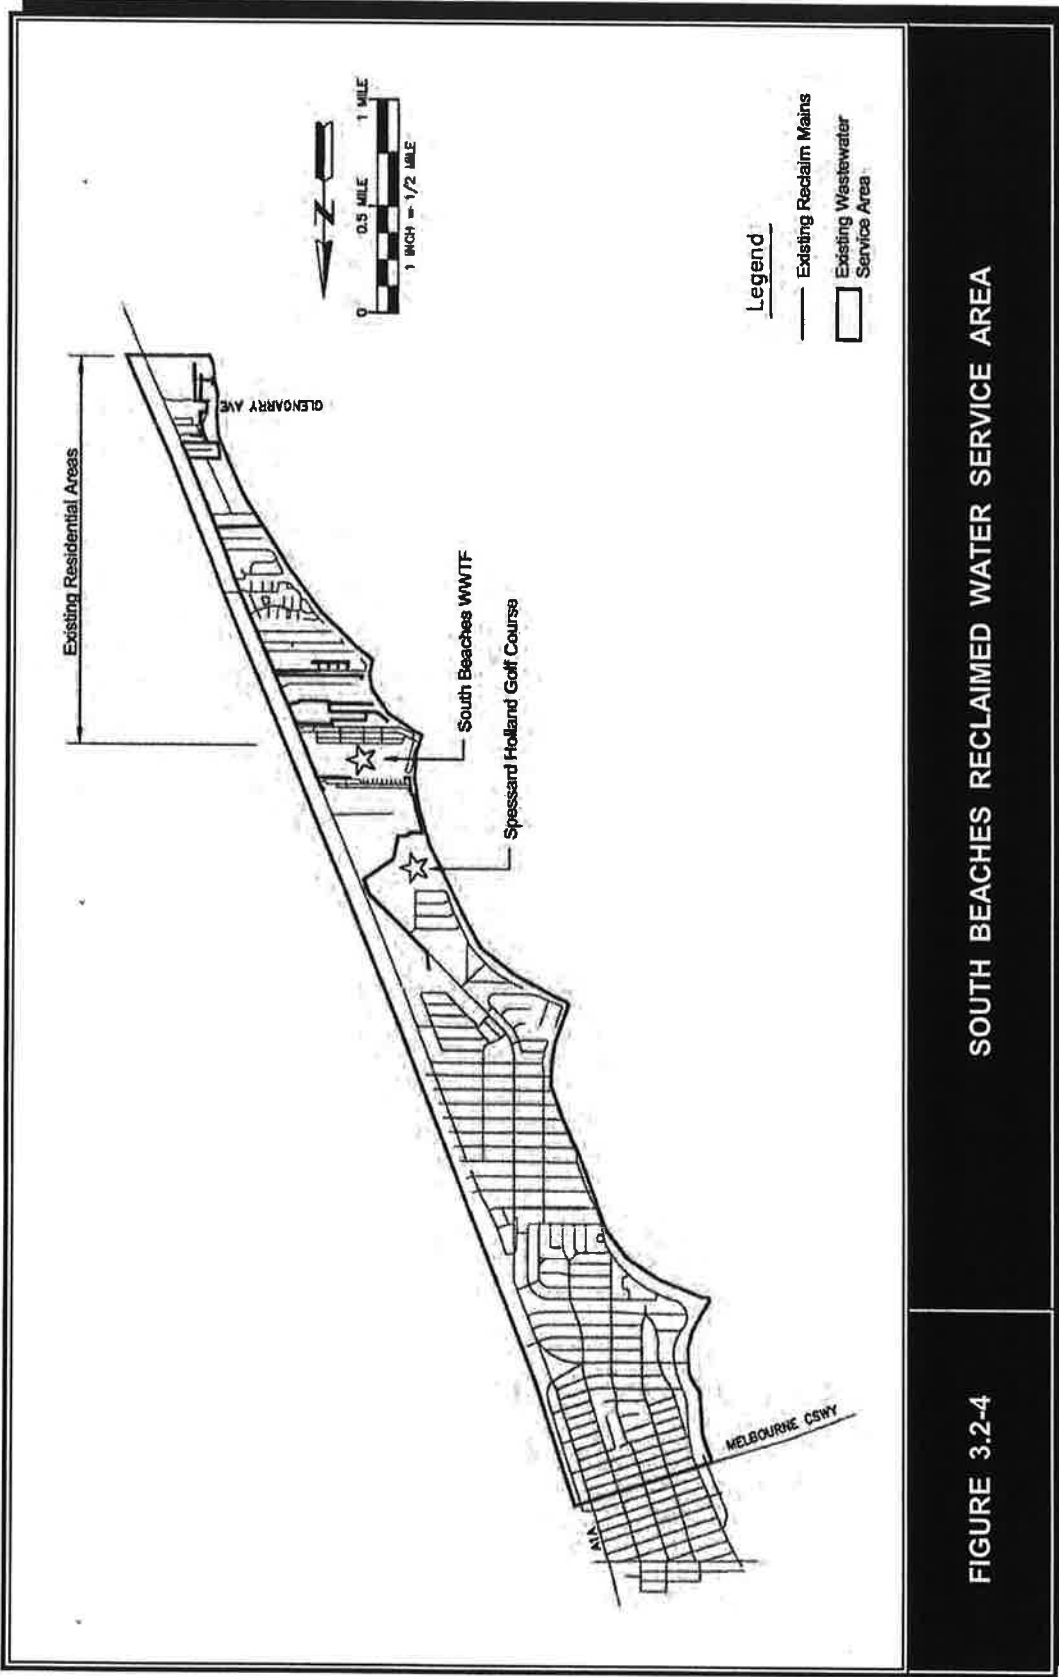 Existing Residential Areas
GLENGARRY AVE
South Beaches WWTF
Spessard Holland Golf Course
MELBOURNE CSWY
A1A
N
0
0.5 MILE
1 MILE
1 INCH = 1/2 MILE
Legend
Existing Reclaim Mains
Existing Wastewater
Service Area
FIGURE 3.2-4
SOUTH BEACHES RECLAIMED WATER SERVICE AREA